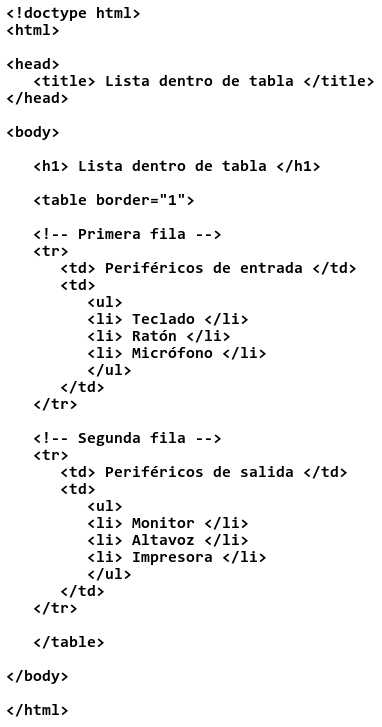 <!doctype html>
<html>
<head>
<title> Lista dentro de tabla </title>
</head>
<body>
<h1> Lista dentro de tabla </h1>
<table border="1">
<!-- Primera fila -->
<tr>
<td> Periféricos de entrada </td>
<td>
<ul>
<li> Teclado </li>
<li> Ratón </li>
<li> Micrófono </li>
</ul>
</td>
</tr>
<!-- Segunda fila -->
<tr>
<td> Periféricos de salida </td>
<td>
<ul>
<li> Monitor </li>
<li> Altavoz </li>
<li> Impresora </li>
</ul>
</td>
</tr>
</table>
</body>
</html>